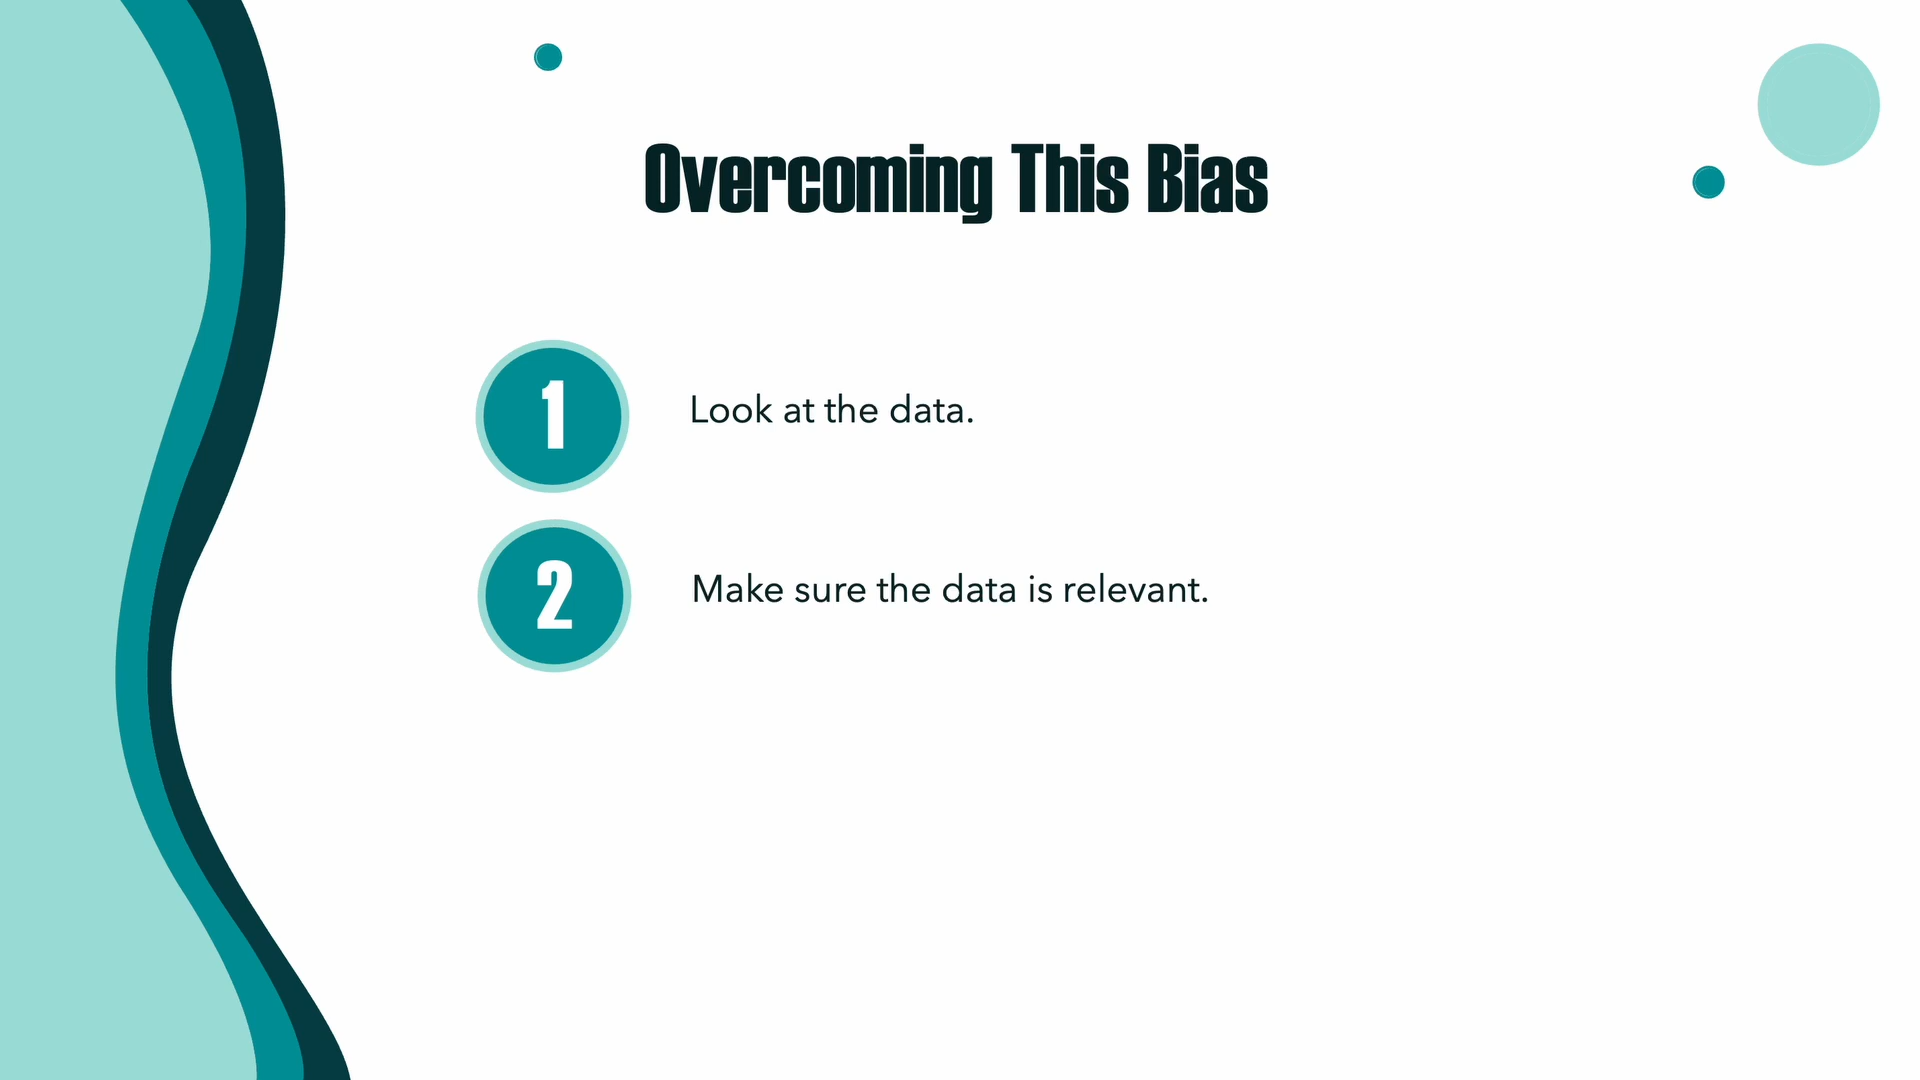 Overcoming This Bias
1
Look at the data.
2
Make sure the data is relevant.